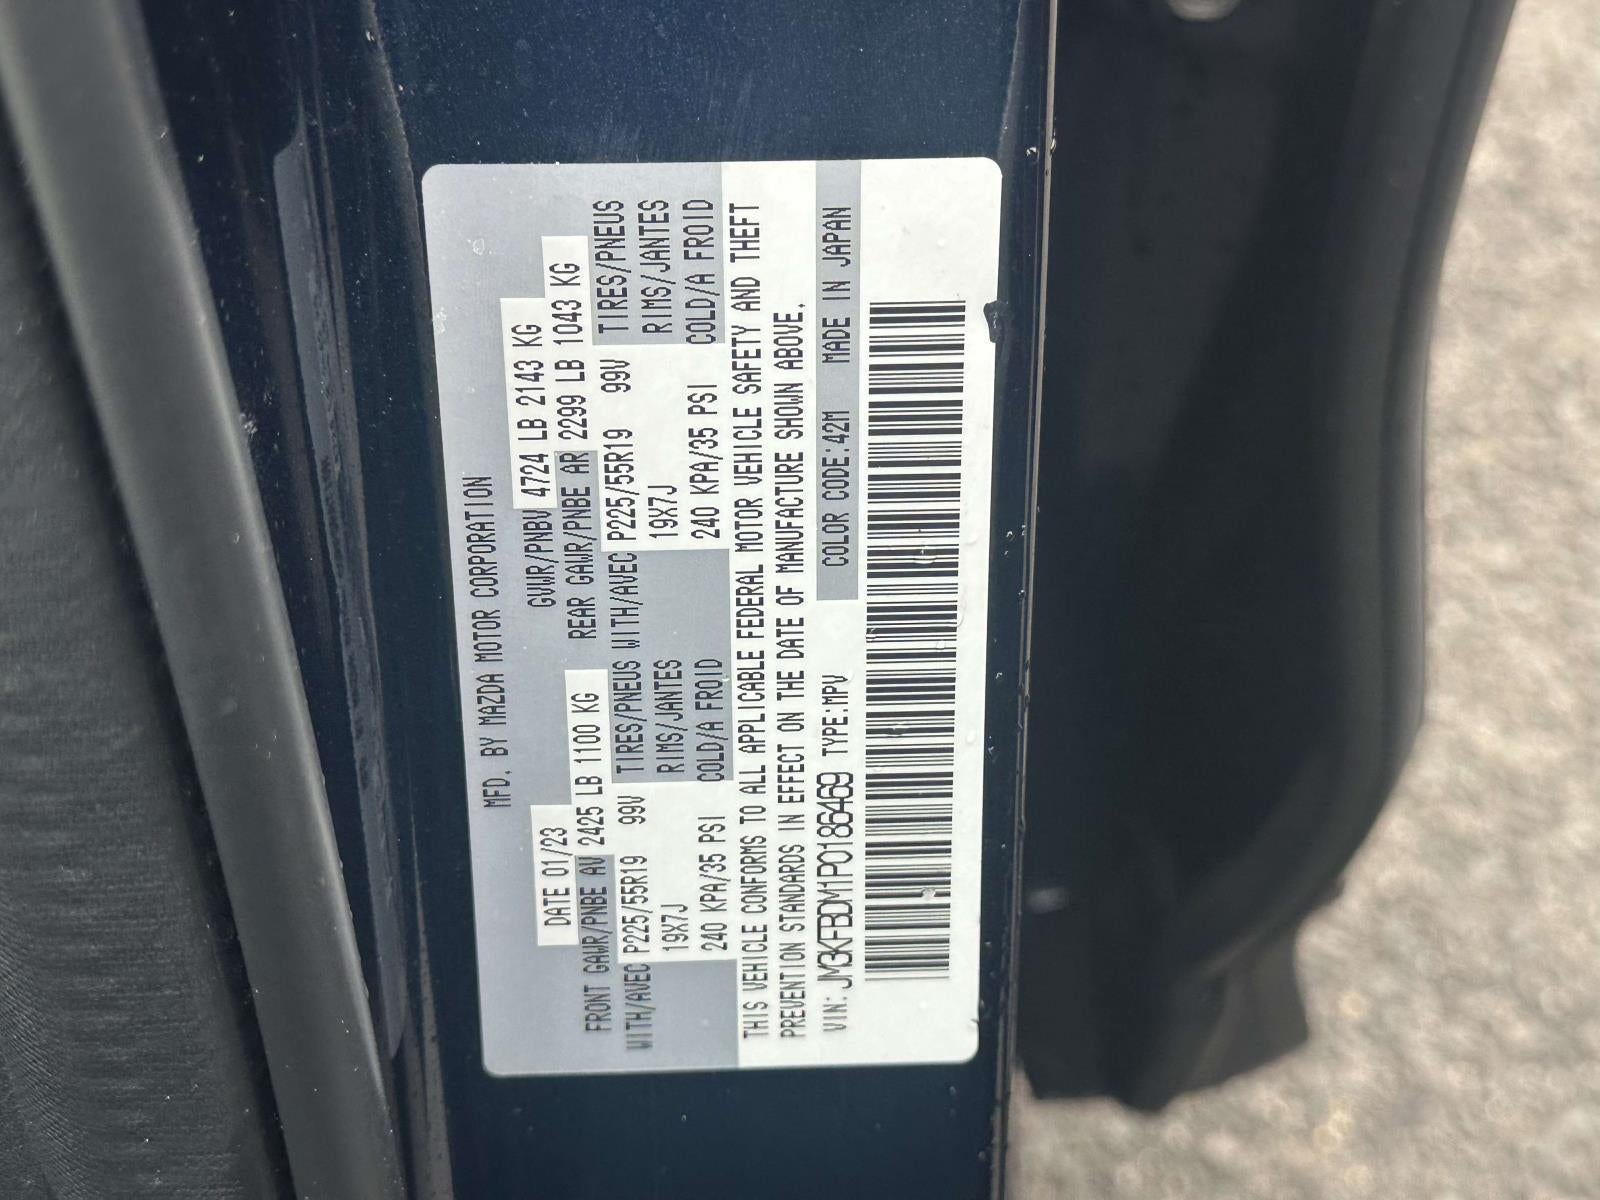 MFD. BY MAZDA MOTOR CORPORATION
DATE 01/23 GVWR/PNBV 4724 LB 2143 KG
FRONT GAWR/PNBE AV 2425 LB 1100 KG REAR GAWR/PNBE AR 2299 LB 1043 KG
WITH/AVEC P225/55R19 99V TIRES/PNEUS WITH/AVEC P225/55R19 99V TIRES/PNEUS
19X7J RIMS/JANTES 19X7J RIMS/JANTES
240 KPA/35 PSI COLD/A FROID 240 KPA/35 PSI COLD/A FROID
THIS VEHICLE CONFORMS TO ALL APPLICABLE FEDERAL MOTOR VEHICLE SAFETY AND THEFT
PREVENTION STANDARDS IN EFFECT ON THE DATE OF MANUFACTURE SHOWN ABOVE.
VIN: JM3KFBDM1P0186469 TYPE:MPV COLOR CODE:42M MADE IN JAPAN